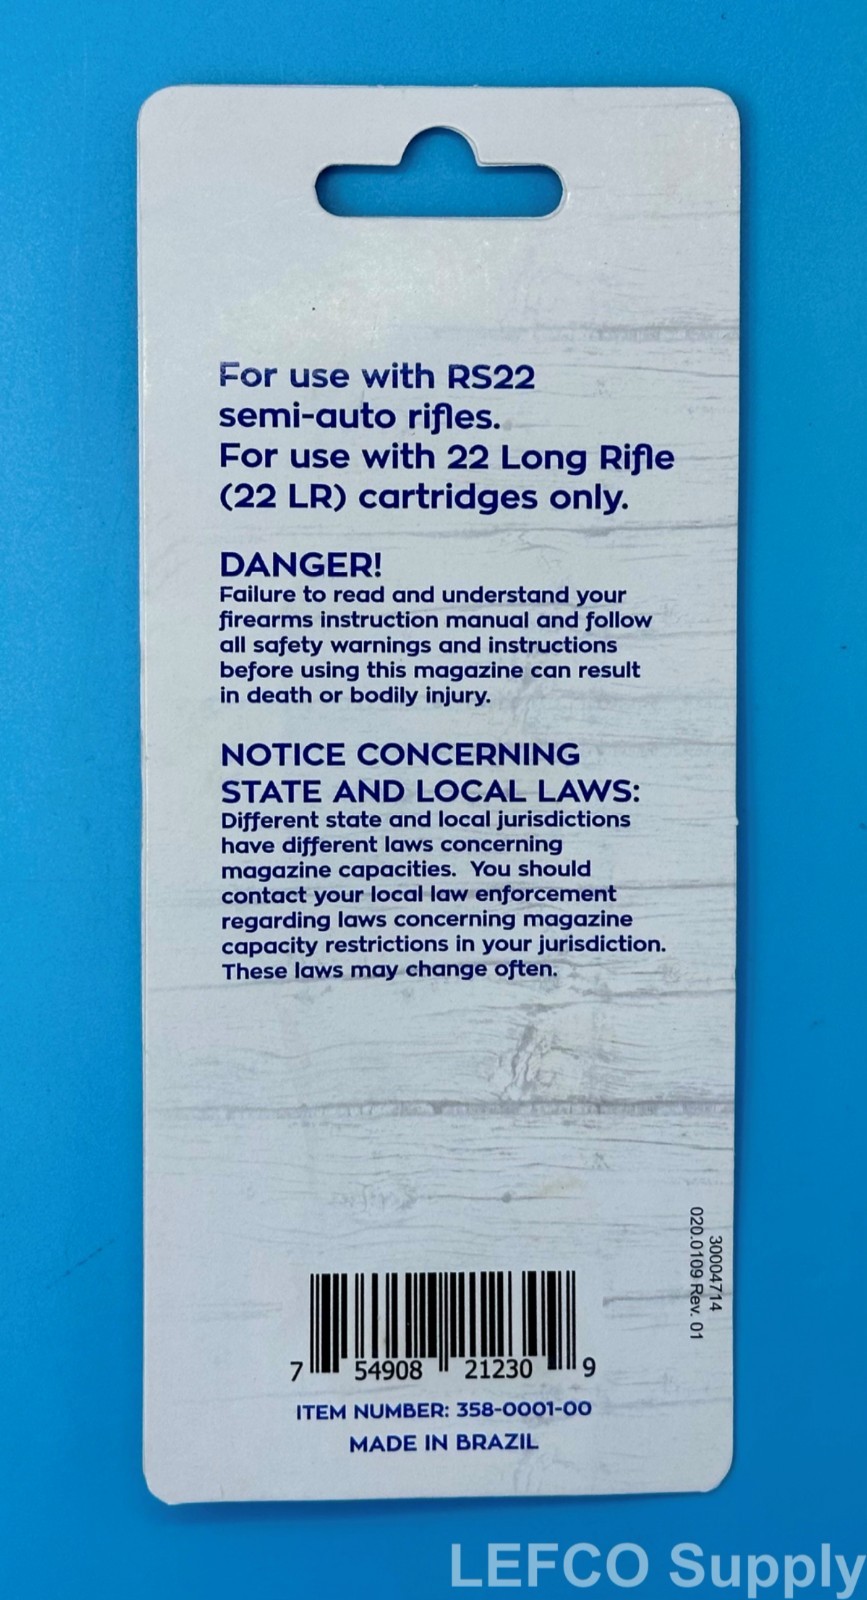 For use with RS22
semi-auto rifles.
For use with 22 Long Rifle
(22 LR) cartridges only.
DANGER!
Failure to read and understand your
firearms instruction manual and follow
all safety warnings and instructions
before using this magazine can result
in death or bodily injury.
NOTICE CONCERNING
STATE AND LOCAL LAWS:
Different state and local jurisdictions
have different laws concerning
magazine capacities. You should
contact your local law enforcement
regarding laws concerning magazine
capacity restrictions in your jurisdiction.
These laws may change often.
30004714
020.0109 Rev. 01
7 54908 21230 9
ITEM NUMBER: 358-0001-00
MADE IN BRAZIL
LEFCO Supply